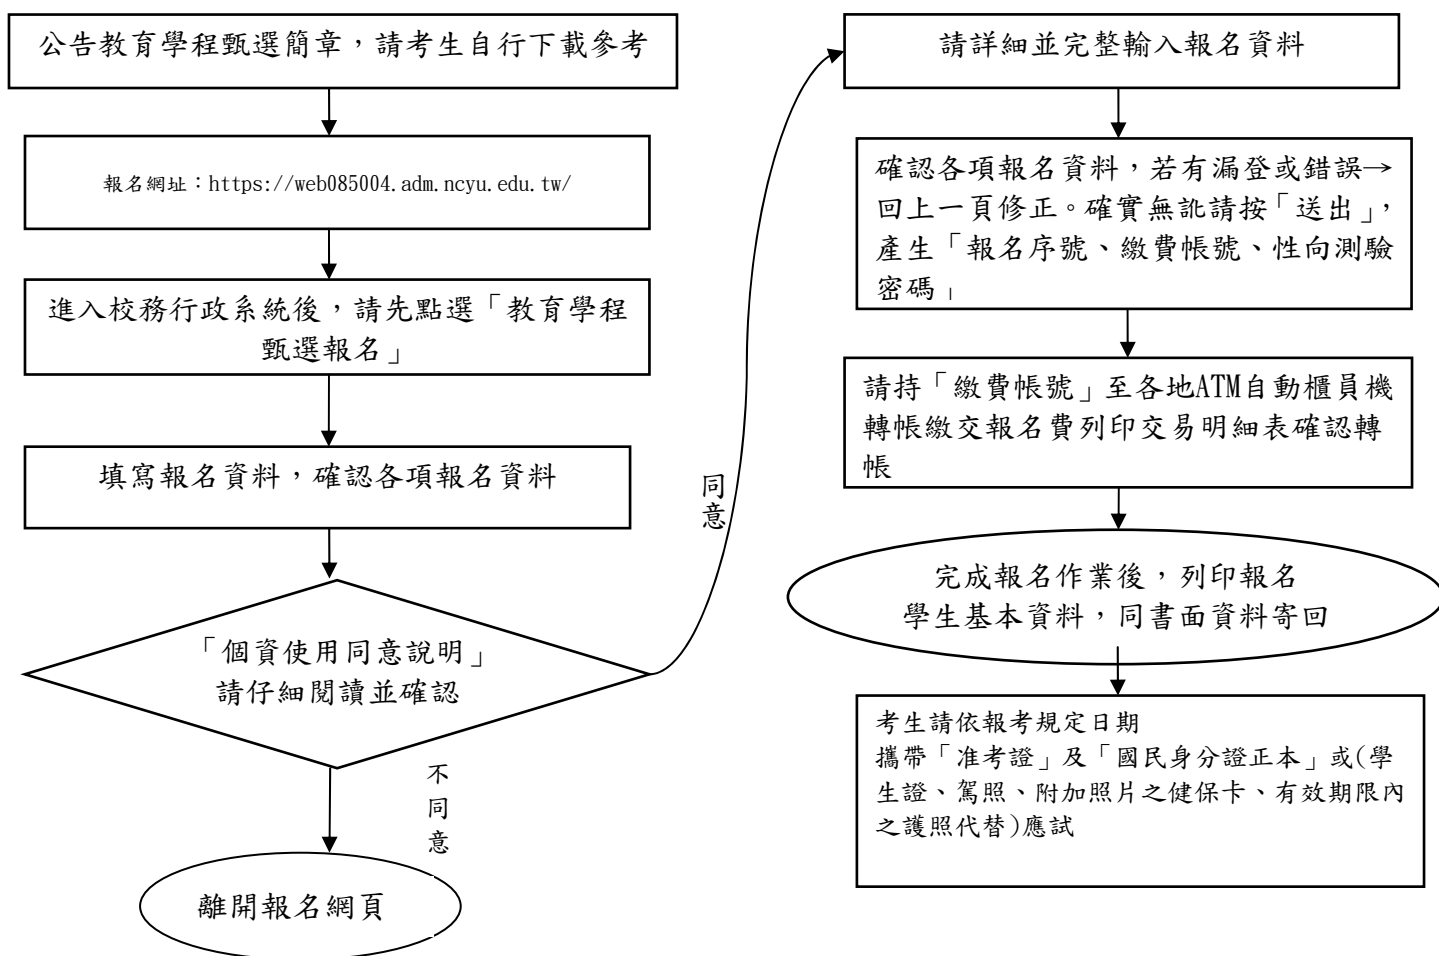 公告教育學程甄選簡章，請考生自行下載參考
報名網址：https://web085004.adm.ncyu.edu.tw/
進入校務行政系統後，請先點選「教育學程
甄選報名」
填寫報名資料，確認各項報名資料
「個資使用同意說明」
請仔細閱讀並確認
不
同
意
離開報名網頁
同
意
請詳細並完整輸入報名資料
確認各項報名資料，若有漏登或錯誤→
回上一頁修正。確實無訛請按「送出」，
產生「報名序號、繳費帳號、性向測驗
密碼」
請持「繳費帳號」至各地ATM自動櫃員機
轉帳繳交報名費列印交易明細表確認轉
帳
完成報名作業後，列印報名
學生基本資料，同書面資料寄回
考生請依報考規定日期
攜帶「准考證」及「國民身分證正本」或(學
生證、駕照、附加照片之健保卡、有效期限內
之護照代替)應試